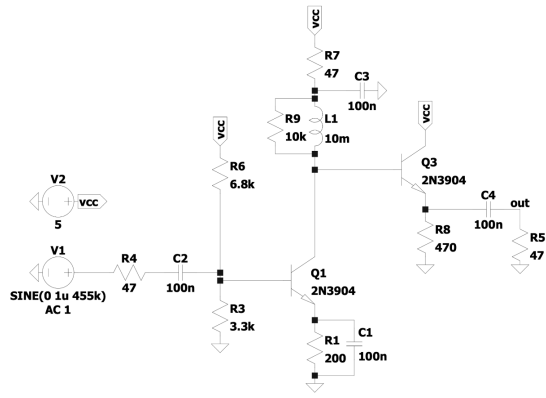 VCC
R7
47
C3
100n
R9
10k
L1
10m
VCC
VCC
R6
6.8k
Q3
2N3904
V2
VCC
5
C4
out
100n
R8
470
R5
47
V1
R4
47
C2
100n
SINE(0 1u 455k)
AC 1
Q1
2N3904
R3
3.3k
R1
200
C1
100n